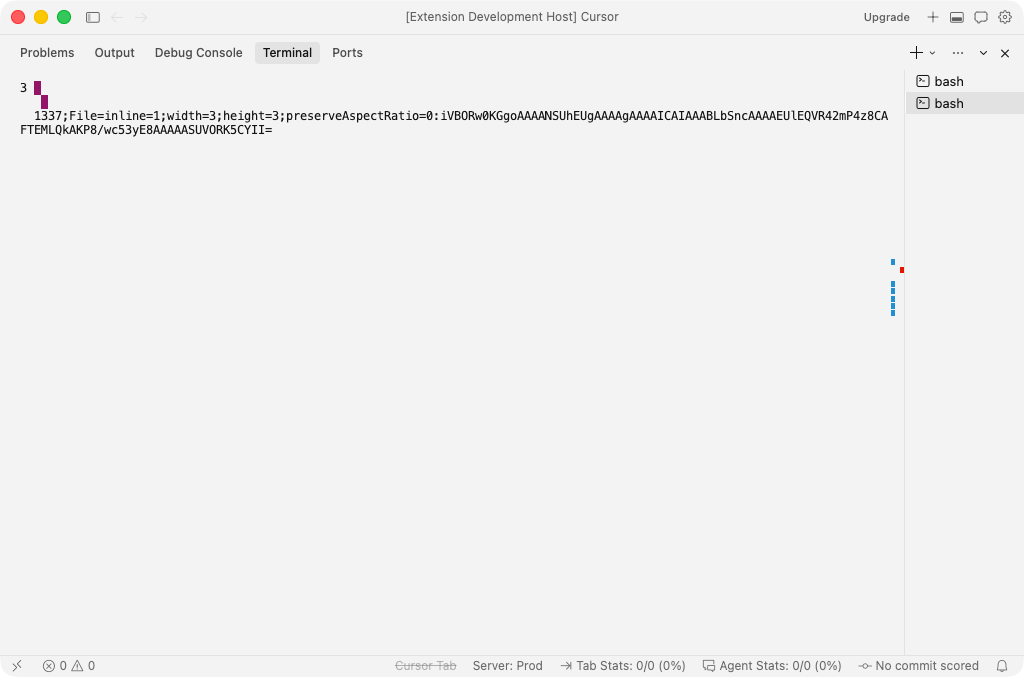 [Extension Development Host] Cursor
Upgrade
Problems Output Debug Console Terminal Ports
bash
bash
3
1337;File=inline=1;width=3;height=3;preserveAspectRatio=0:iVBORw0KGgoAAAANSUhEUgAAAAgAAAAICAIAAABLbSncAAAAEUlEQVR42mP4z8CA
FTEMLQkAKP8/wc53yE8AAAAASUVORK5CYII=
0 0
Cursor Tab Server: Prod Tab Stats: 0/0 (0%) Agent Stats: 0/0 (0%) No commit scored